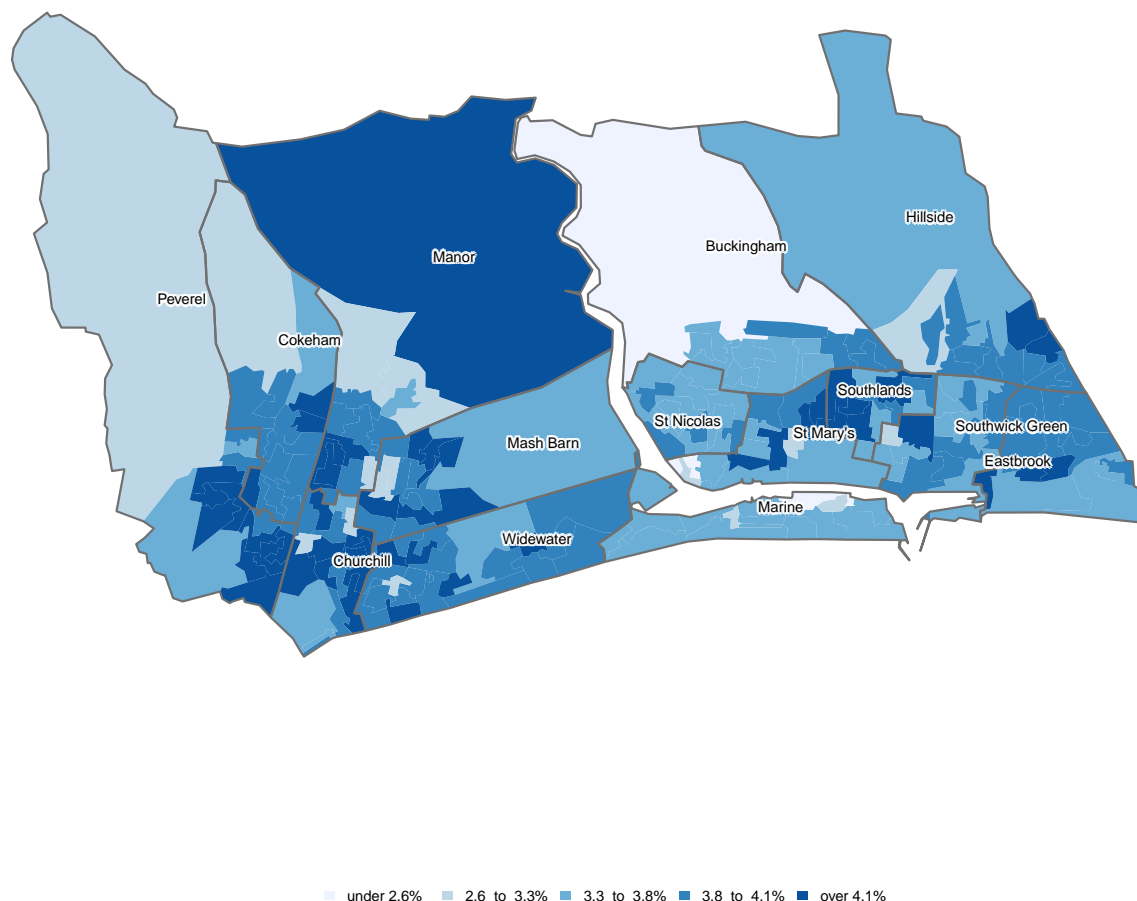 Hillside
Buckingham
Manor
Peverel
Cokeham
Southlands
St Nicolas
Southwick Green
St Mary's
Mash Barn
Eastbrook
Marine
Widewater
Churchill
under 2.6% 2.6 to 3.3% 3.3 to 3.8% 3.8 to 4.1% over 4.1%